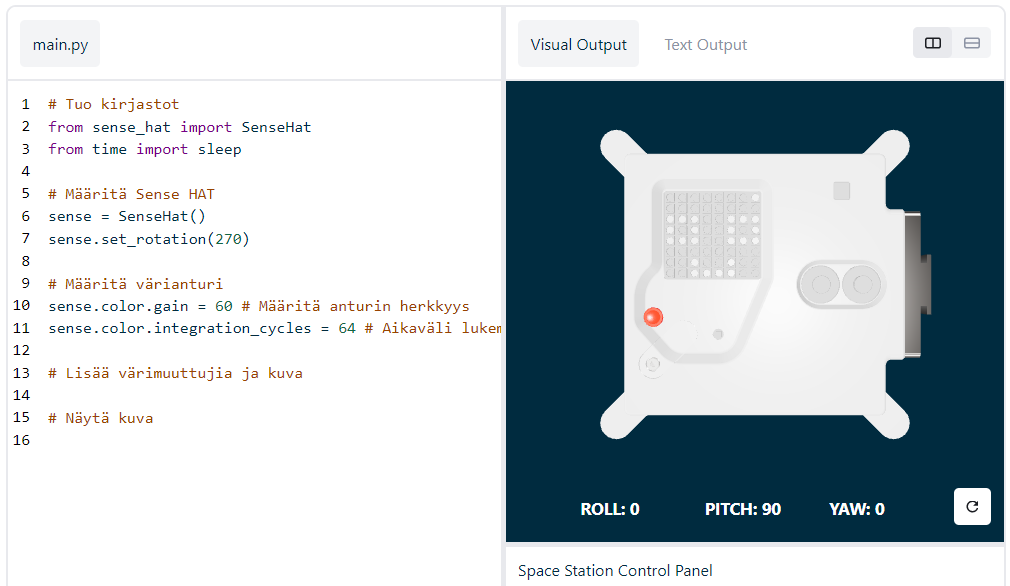 main.py
1 # Tuo kirjastot
2 from sense_hat import SenseHat
3 from time import sleep
4
5 # Määritä Sense HAT
6 sense = SenseHat()
7 sense.set_rotation(270)
8
9 # Määritä värianturi
10 sense.color.gain = 60 # Määritä anturin herkkyys
11 sense.color.integration_cycles = 64 # Aikaväli lukem
12
13 # Lisää värimuuttujia ja kuva
14
15 # Näytä kuva
16
Visual Output Text Output
ROLL: 0 PITCH: 90 YAW: 0
Space Station Control Panel